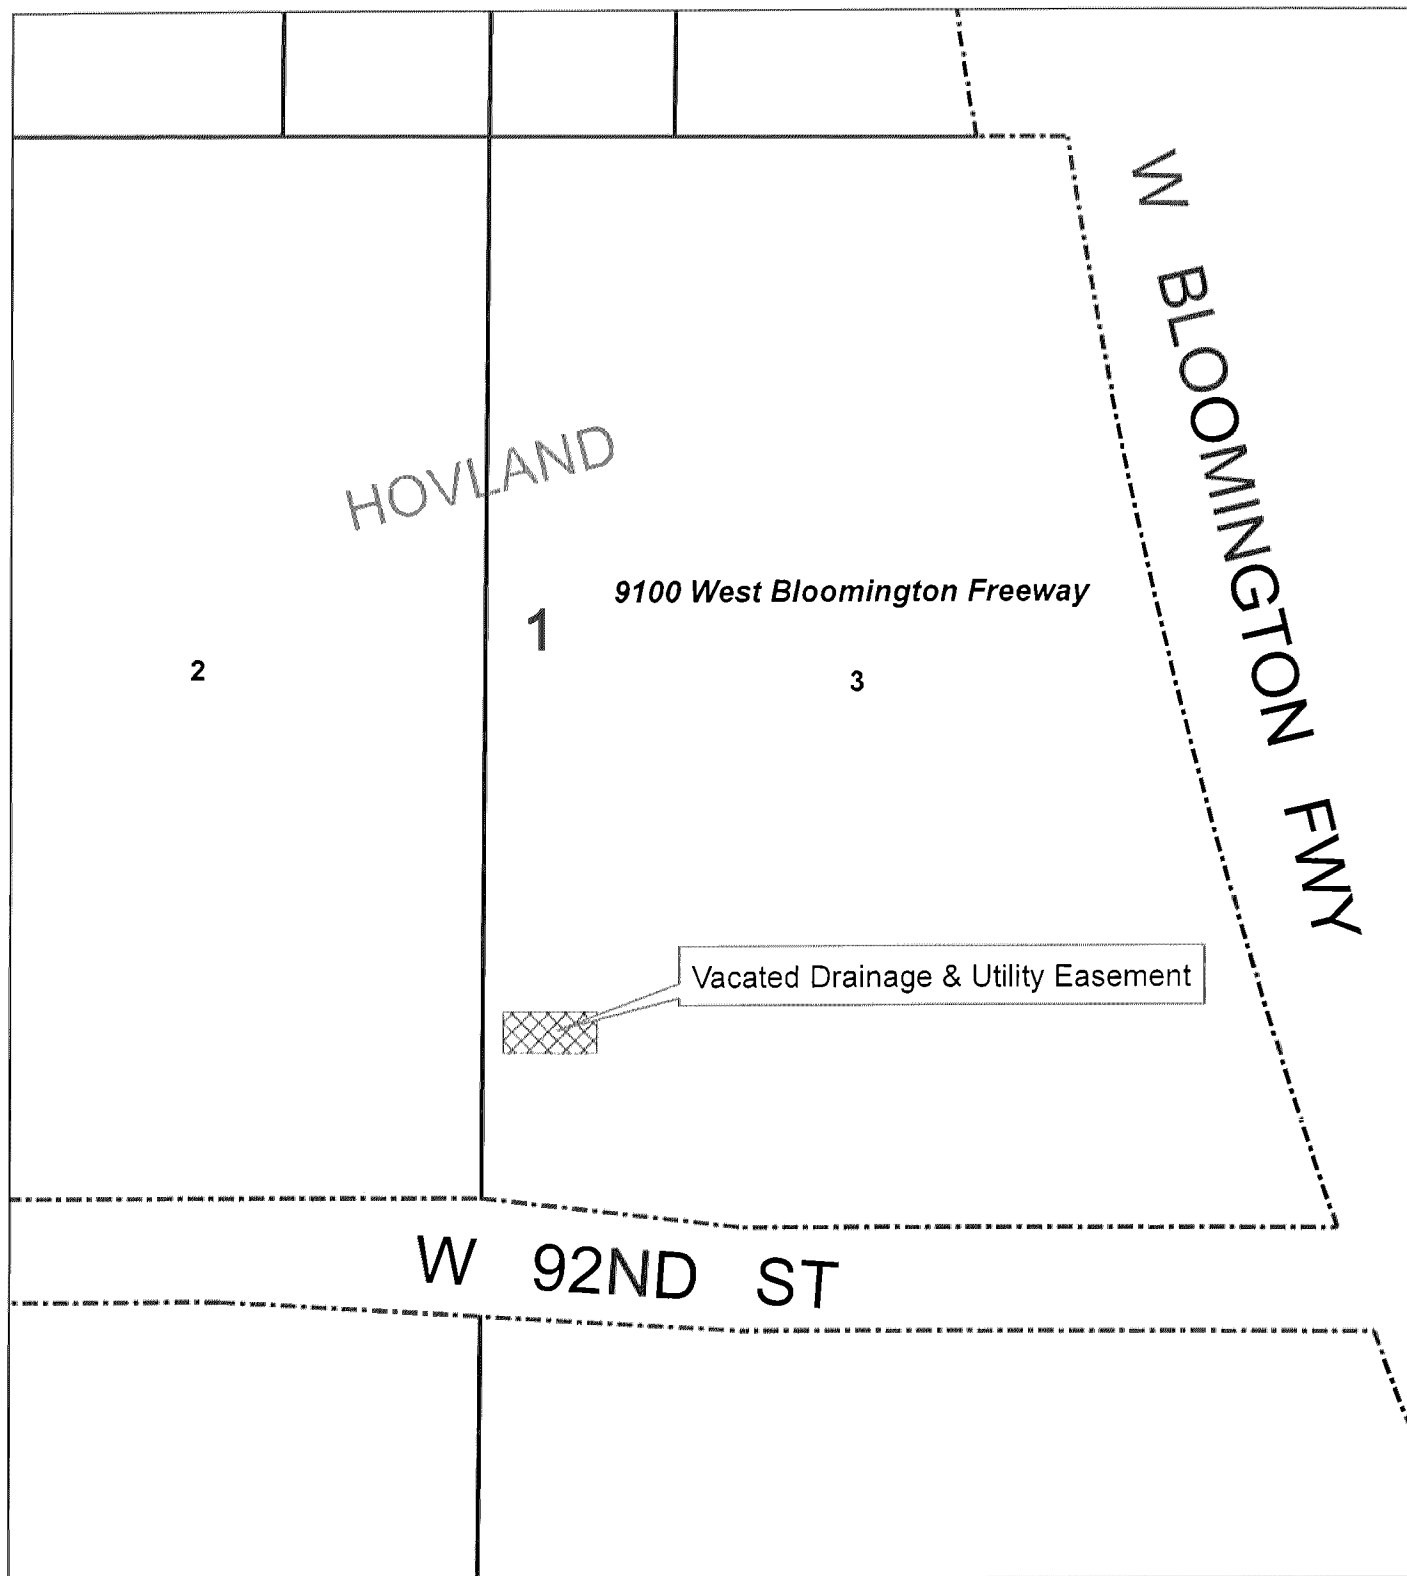 W BLOOMINGTON FWY
HOVLAND
9100 West Bloomington Freeway
1
2
3
Vacated Drainage & Utility Easement
W 92ND ST